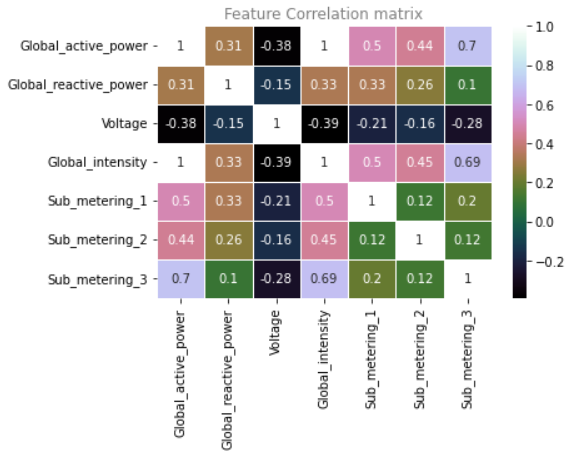 Feature Correlation matrix
Global_active_power 1 0.31 -0.38 1 0.5 0.44 0.7
Global_reactive_power 0.31 1 -0.15 0.33 0.33 0.26 0.1
Voltage -0.38 -0.15 1 -0.39 -0.21 -0.16 -0.28
Global_intensity 1 0.33 -0.39 1 0.5 0.45 0.69
Sub_metering_1 0.5 0.33 -0.21 0.5 1 0.12 0.2
Sub_metering_2 0.44 0.26 -0.16 0.45 0.12 1 0.12
Sub_metering_3 0.7 0.1 -0.28 0.69 0.2 0.12 1
Global_active_power
Global_reactive_power
Voltage
Global_intensity
Sub_metering_1
Sub_metering_2
Sub_metering_3
1.0
0.8
0.6
0.4
0.2
0.0
−0.2